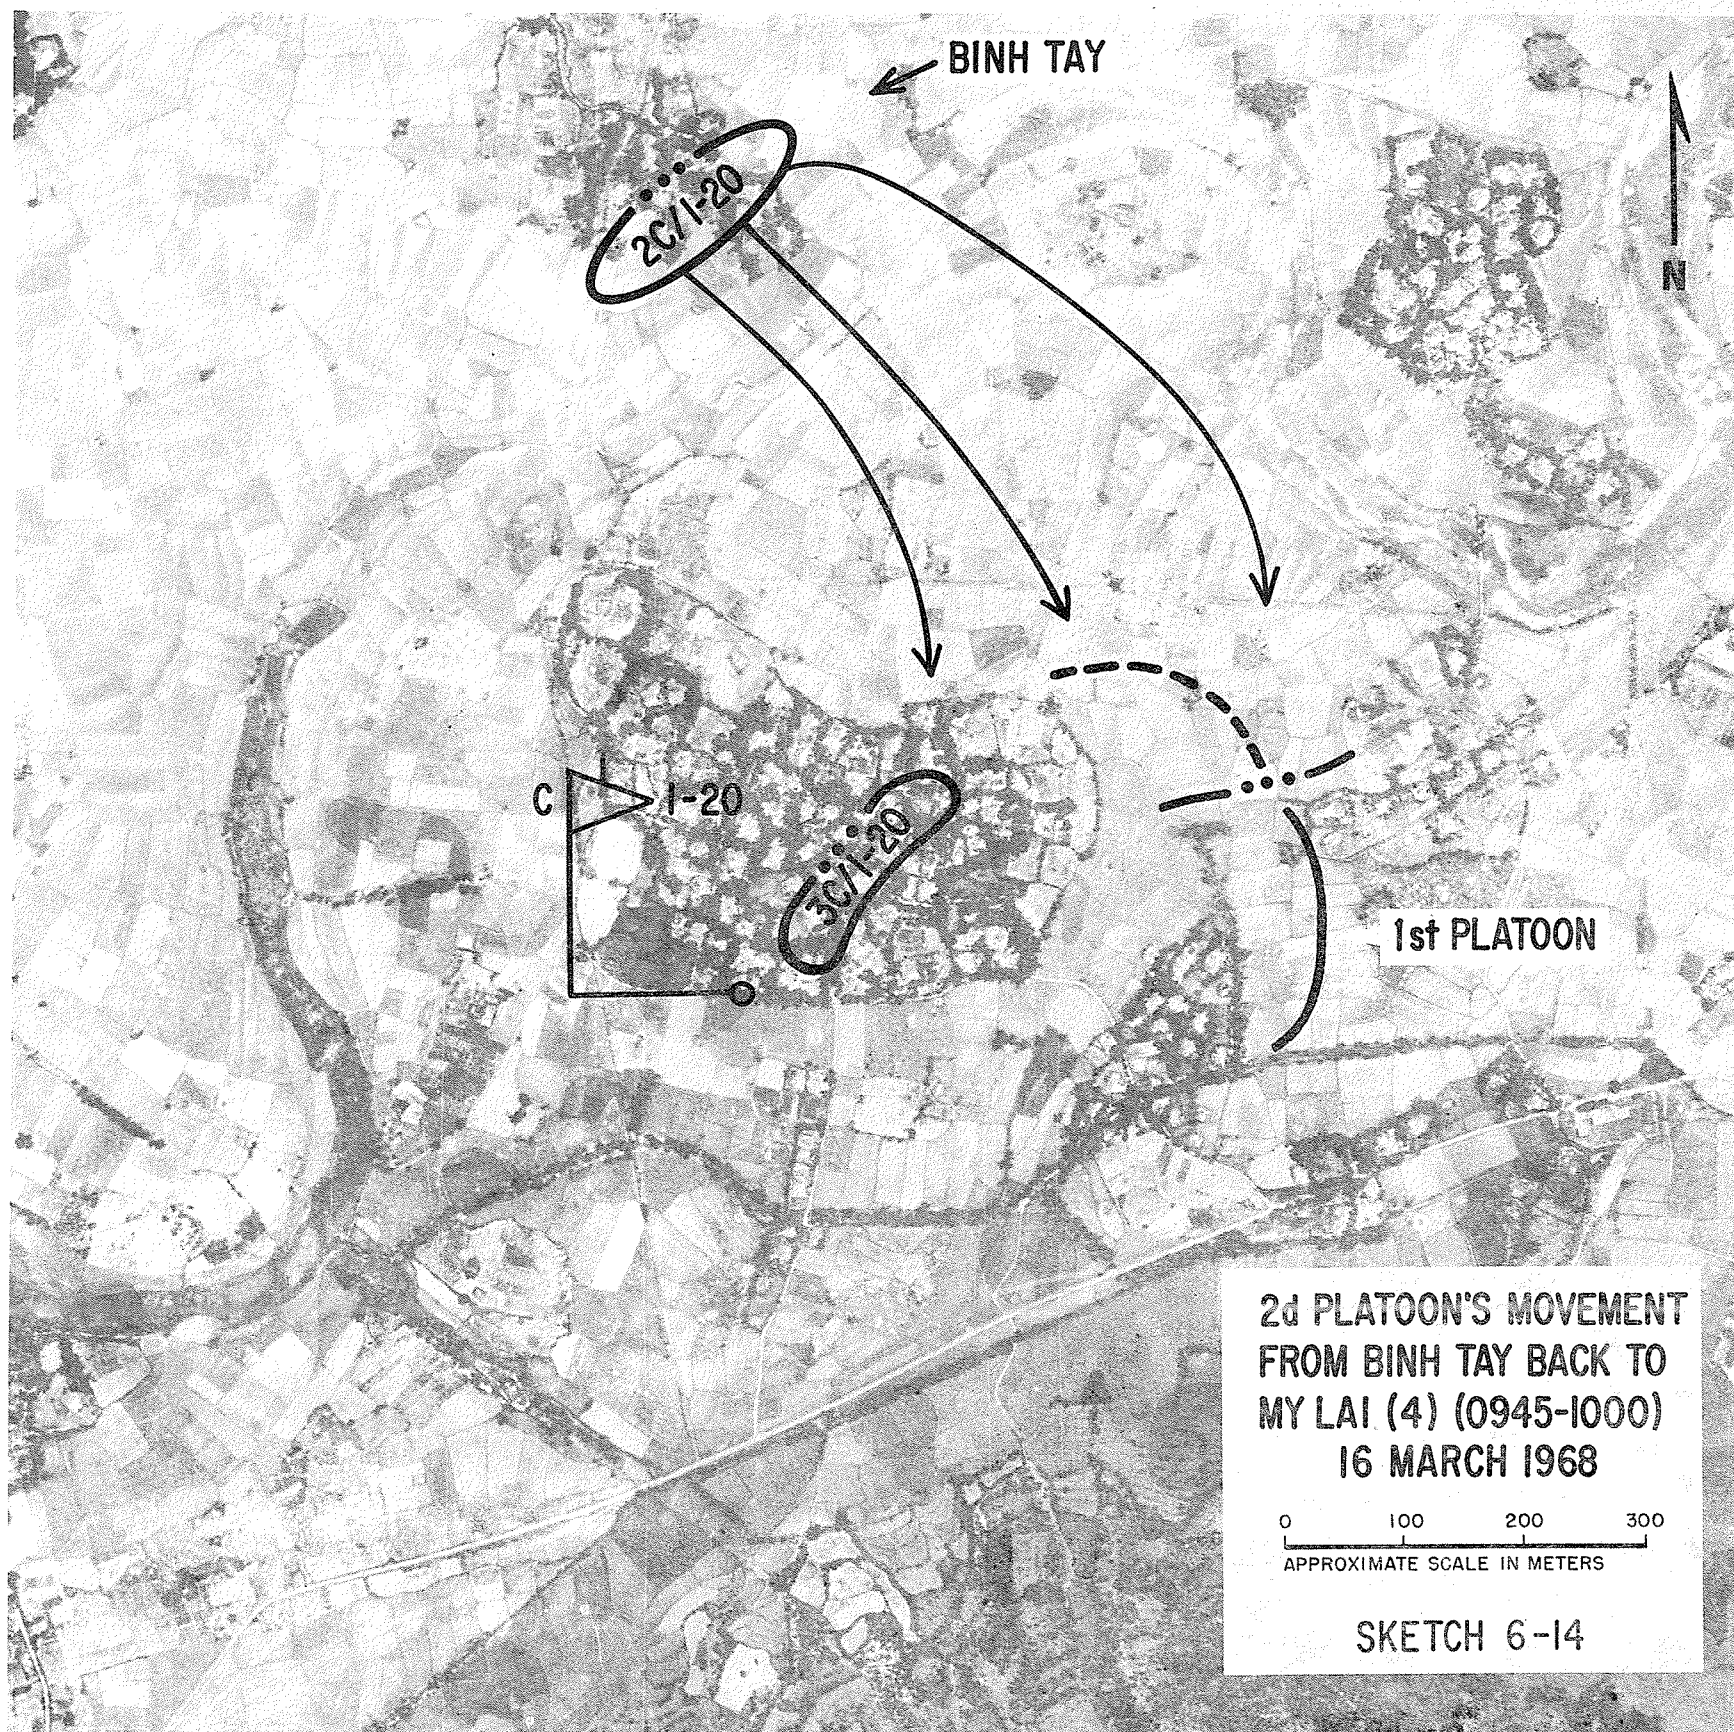 BINH TAY
N
2C/1-20
C 1-20
3C/1-20
1st PLATOON
2d PLATOON'S MOVEMENT
FROM BINH TAY BACK TO
MY LAI (4) (0945-1000)
16 MARCH 1968
0 100 200 300
APPROXIMATE SCALE IN METERS
SKETCH 6-14